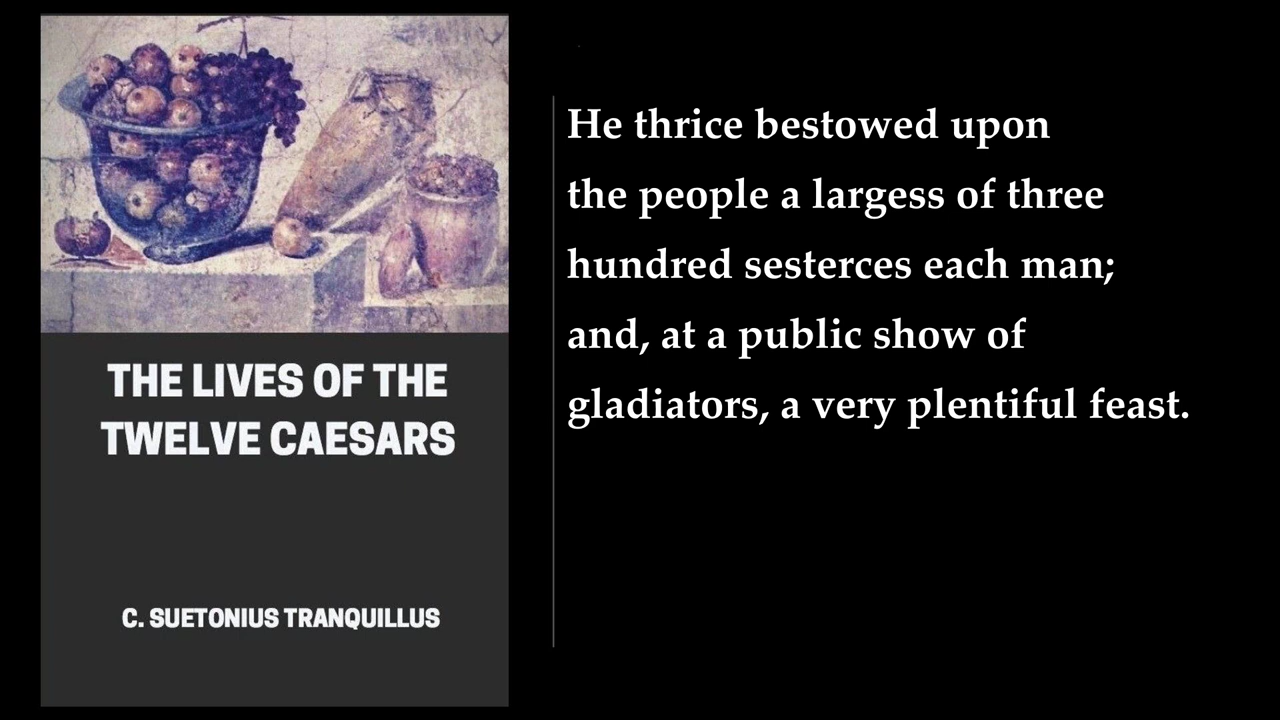 THE LIVES OF THE
TWELVE CAESARS
C. SUETONIUS TRANQUILLUS
He thrice bestowed upon
the people a largess of three
hundred sesterces each man;
and, at a public show of
gladiators, a very plentiful feast.